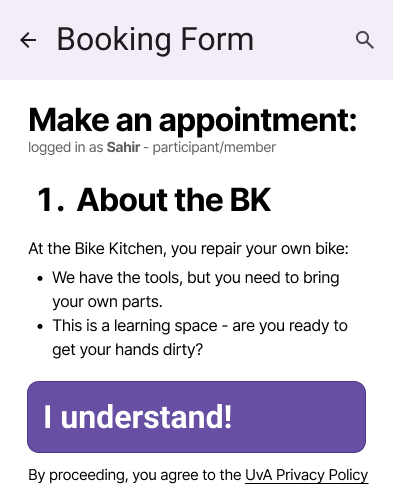 Booking Form
Make an appointment:
logged in as Sahir - participant/member
1. About the BK
At the Bike Kitchen, you repair your own bike:
• We have the tools, but you need to bring
your own parts.
• This is a learning space - are you ready to
get your hands dirty?
I understand!
By proceeding, you agree to the UvA Privacy Policy